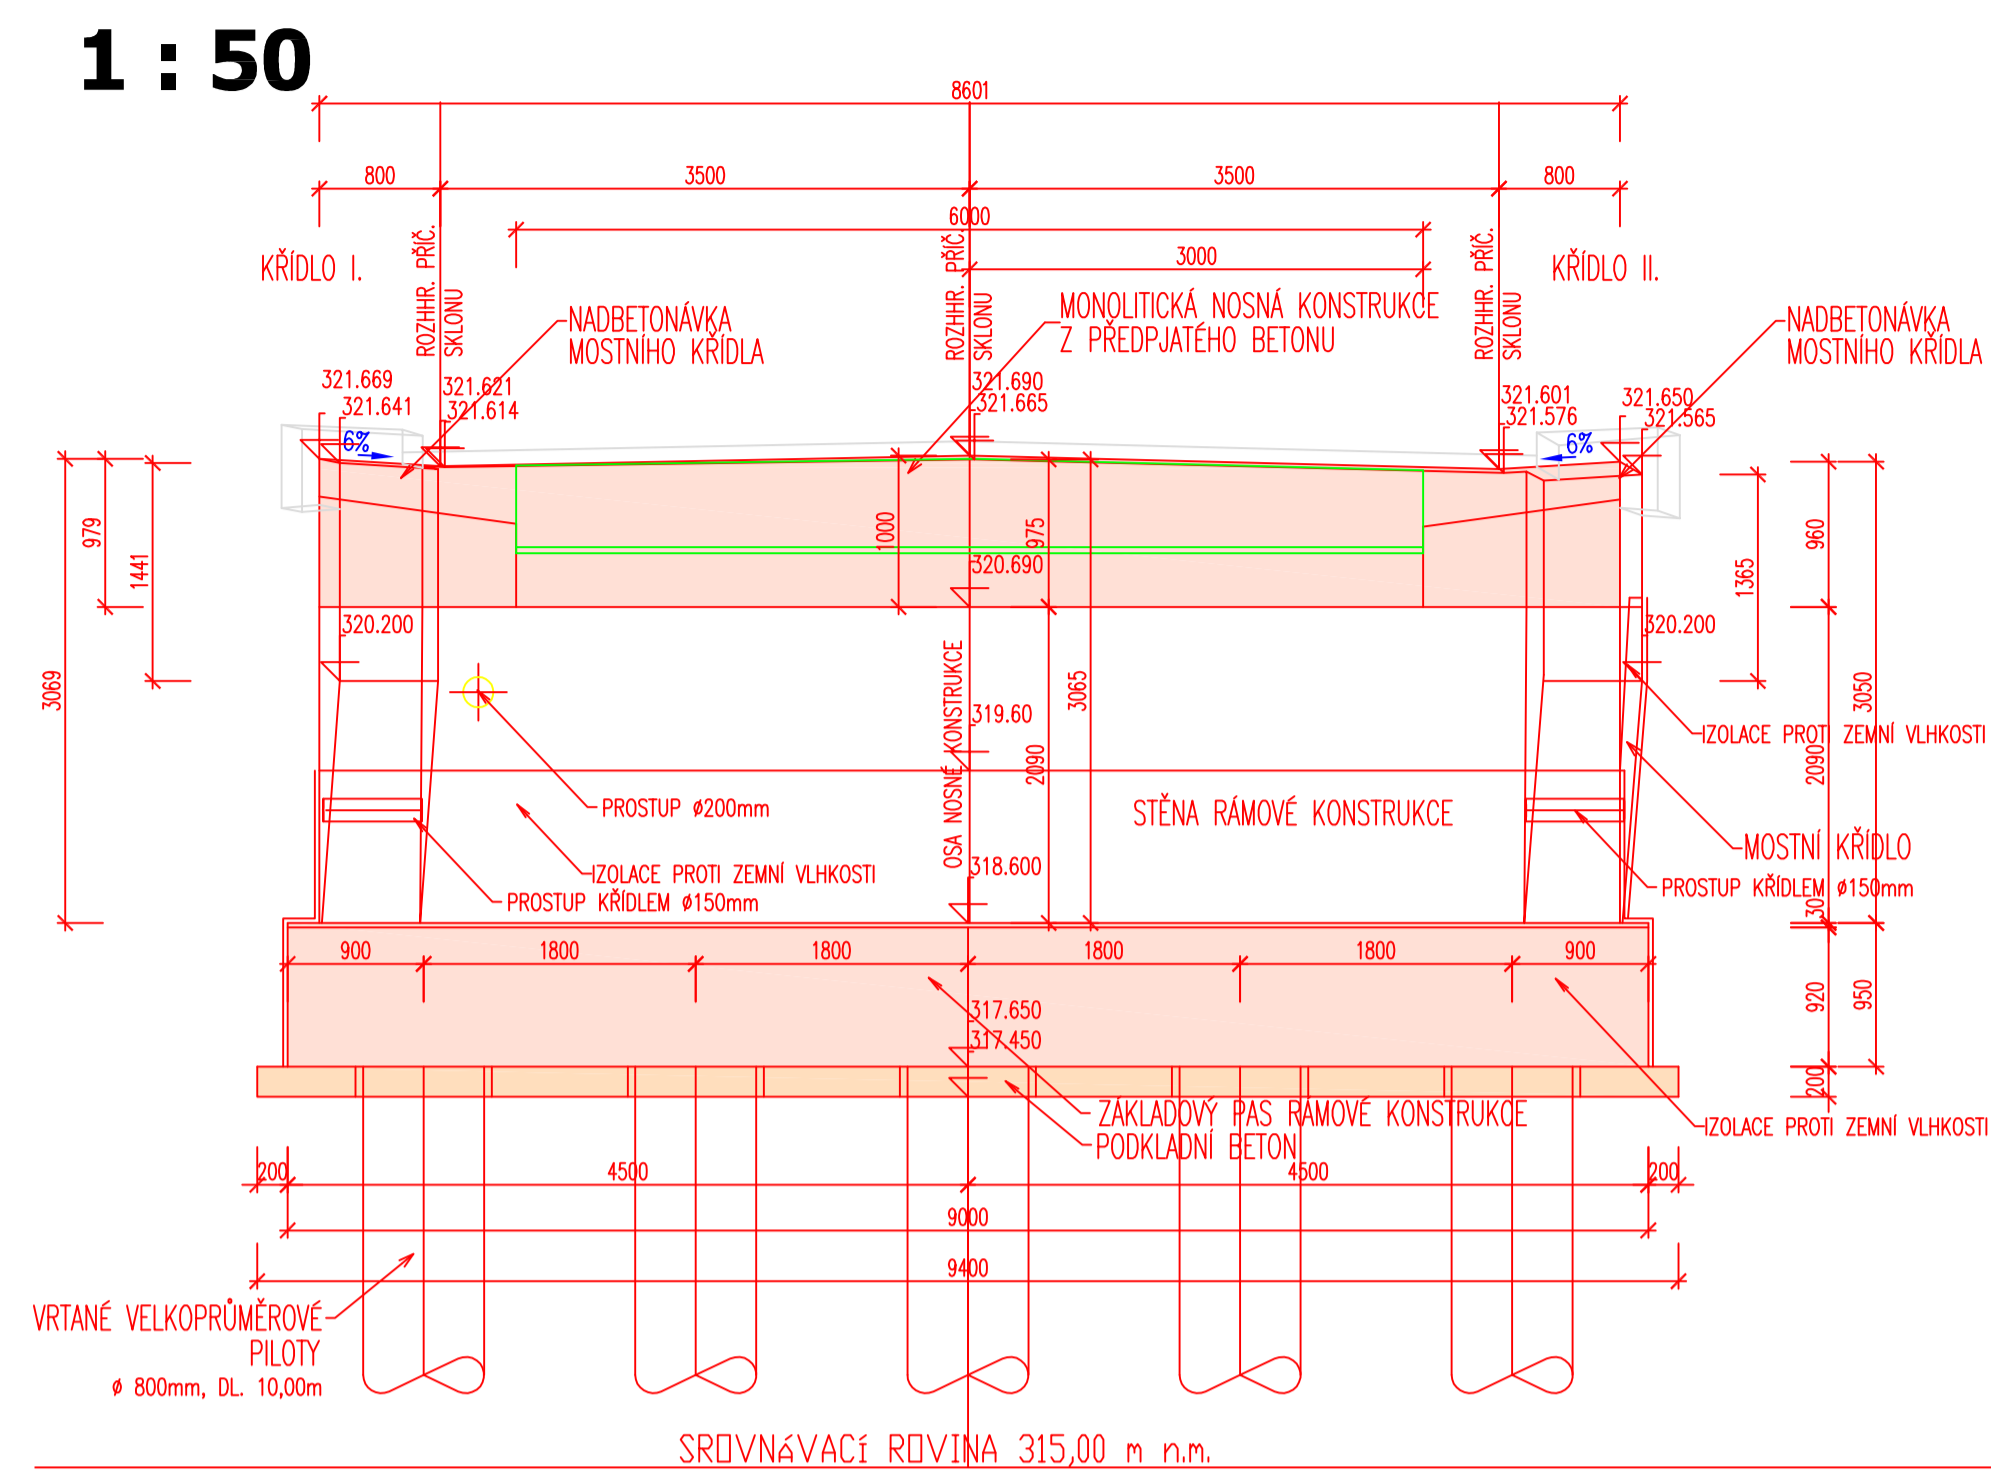 1 : 50
8601
800
3500
3500
800
6000
3000
KŘÍDLO I.
ROZHHR. PŘÍČ.
SKLONU
ROZHHR. PŘÍČ.
SKLONU
ROZHHR. PŘÍČ.
SKLONU
KŘÍDLO II.
NADBETONÁVKA
MOSTNÍHO KŘÍDLA
MONOLITICKÁ NOSNÁ KONSTRUKCE
Z PŘEDPJATÉHO BETONU
NADBETONÁVKA
MOSTNÍHO KŘÍDLA
321.669
321.641
321.621
321.614
321.690
321.665
321.601
321.576
321.650
321.565
6%
6%
979
1441
3069
1000
975
320.690
960
1365
320.200
320.200
OSA NOSNÉ KONSTRUKCE
319.60
3065
2090
2090
3050
IZOLACE PROTI ZEMNÍ VLHKOSTI
PROSTUP ø200mm
STĚNA RÁMOVÉ KONSTRUKCE
MOSTNÍ KŘÍDLO
IZOLACE PROTI ZEMNÍ VLHKOSTI
318.600
PROSTUP KŘÍDLEM ø150mm
PROSTUP KŘÍDLEM ø150mm
30
900
1800
1800
1800
1800
900
317.650
317.450
920
950
200
ZÁKLADOVÝ PAS RÁMOVÉ KONSTRUKCE
PODKLADNÍ BETON
IZOLACE PROTI ZEMNÍ VLHKOSTI
200
4500
4500
200
9000
9400
VRTANÉ VELKOPRŮMĚROVÉ
PILOTY
ø 800mm, DL. 10,00m
SROVNáVACí ROVINA 315,00 m n.m.